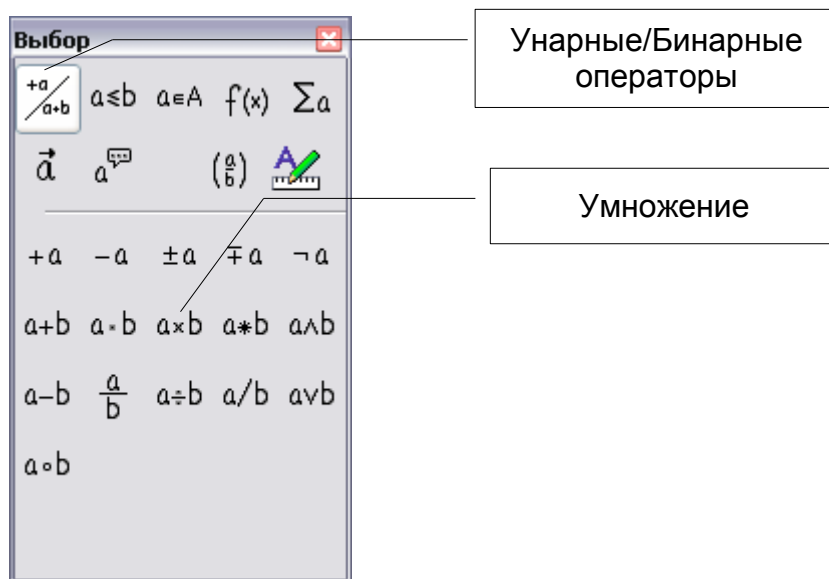 Выбор
Унарные/Бинарные
операторы
+a/a+b a≤b a∈A f(x) Σa
a⃗ a (a/b) A
Умножение
+a −a ±a ∓a ¬a
a+b a·b a×b a∗b a∧b
a−b a/b a÷b a/b a∨b
a∘b